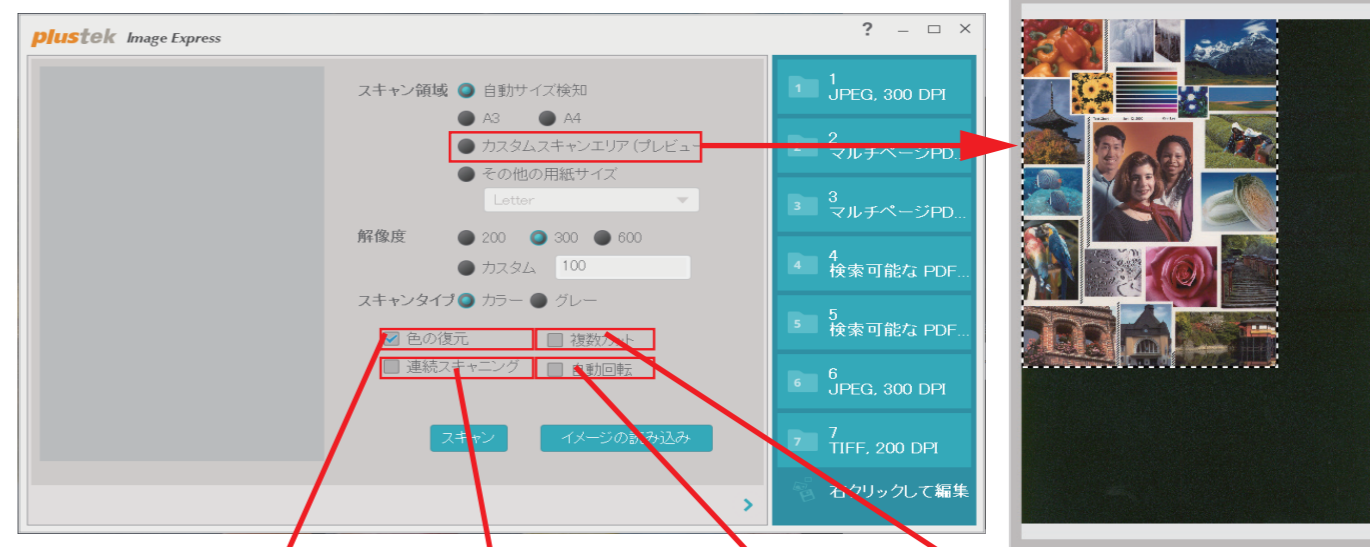 plustek Image Express
?
スキャン領域 自動サイズ検知
A3 A4
カスタムスキャンエリア (プレビュー
その他の用紙サイズ
Letter
解像度 200 300 600
カスタム 100
スキャンタイプ カラー グレー
色の復元 複数カット
連続スキャニング 自動回転
スキャン イメージの読み込み
1 1
JPEG, 300 DPI
2 2
マルチページPD...
3 3
マルチページPD...
4 4
検索可能な PDF...
5 5
検索可能な PDF...
6 6
JPEG, 300 DPI
7 7
TIFF, 200 DPI
右クリックして編集